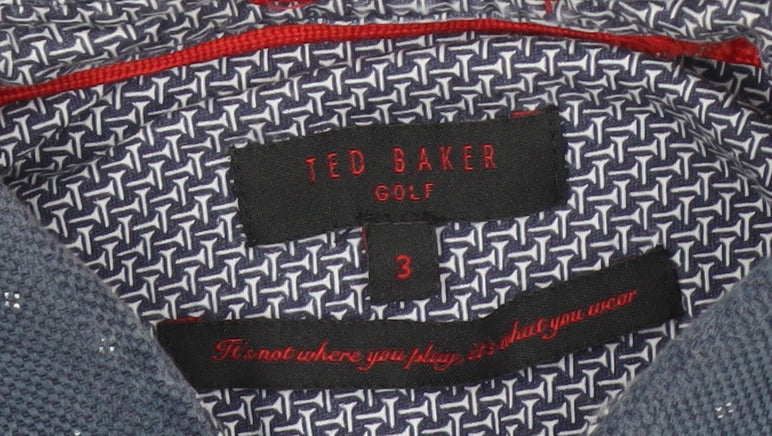 TED BAKER
GOLF
3
It's not where you play, it's what you wear